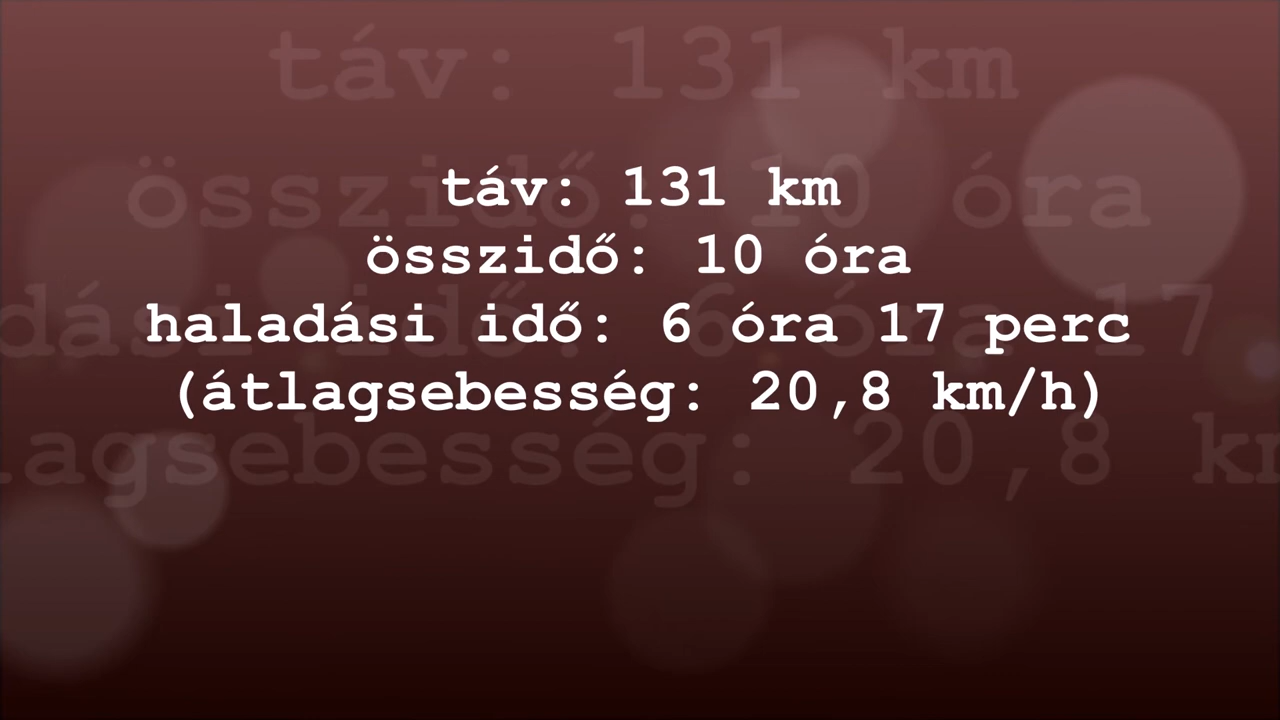 táv: 131 km
összidő: 10 óra
haladási idő: 6 óra 17 perc
(átlagsebesség: 20,8 km/h)